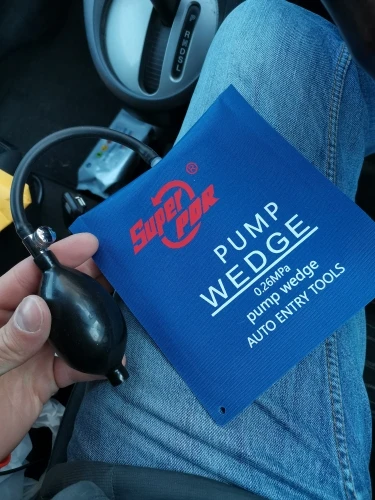 P
R
N
D
S
L
Super
PDR
®
PUMP
WEDGE
0.26MPa
pump wedge
AUTO ENTRY TOOLS